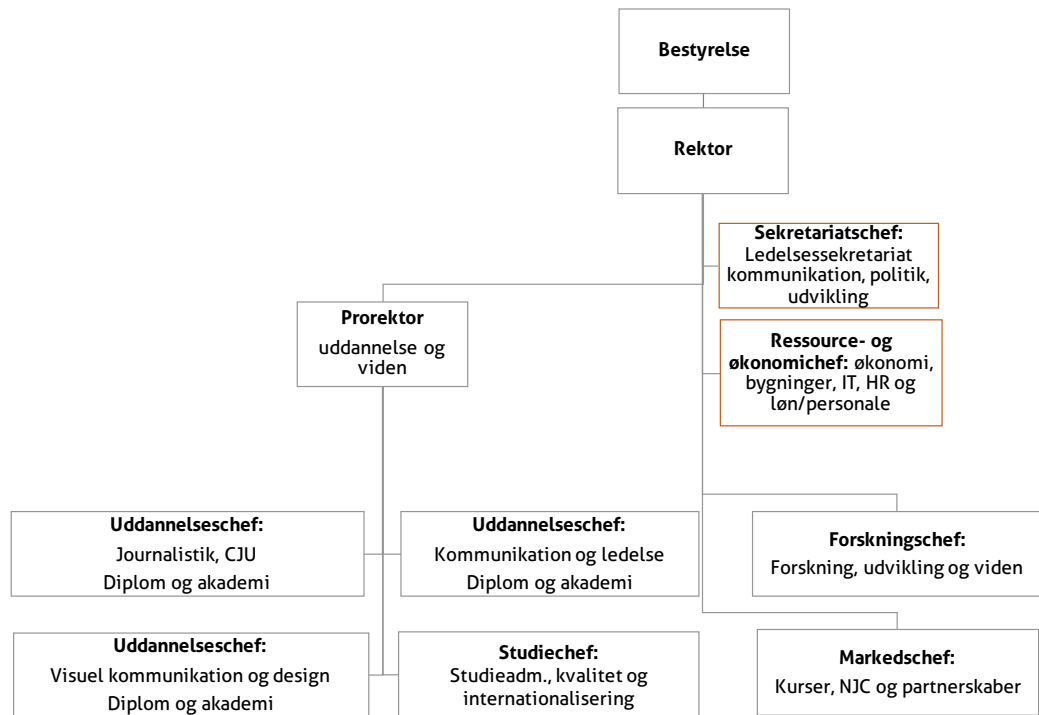 Bestyrelse
Rektor
Sekretariatschef:
Ledelsessekretariat
kommunikation, politik,
udvikling
Prorektor
uddannelse og
viden
Ressource- og
økonomichef: økonomi,
bygninger, IT, HR og
løn/personale
Uddannelseschef:
Journalistik, CJU
Diplom og akademi
Uddannelseschef:
Kommunikation og ledelse
Diplom og akademi
Forskningschef:
Forskning, udvikling og viden
Uddannelseschef:
Visuel kommunikation og design
Diplom og akademi
Studiechef:
Studieadm., kvalitet og
internationalisering
Markedschef:
Kurser, NJC og partnerskaber